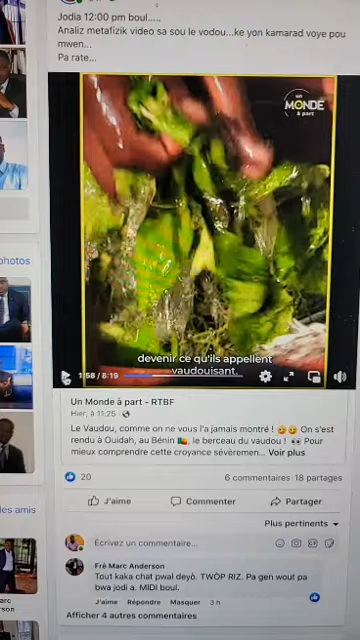 Jodia 12:00 pm boul.....
Analiz metafizik video sa sou le vodou...ke yon kamarad voye pou
mwen...
Pa rate...
un
MONDE
à part
devenir ce qu'ils appellent
vaudouisant.
1:58 / 8:19
photos
Un Monde à part - RTBF
Hier, à 11:25
Le Vaudou, comme on ne vous l'a jamais montré ! 🤣🤣 On s'est
rendu à Ouidah, au Bénin 🇧🇯, le berceau du vaudou ! 👀 Pour
mieux comprendre cette croyance sévèremen... Voir plus
20
6 commentaires 18 partages
J'aime
Commenter
Partager
des amis
Plus pertinents
Écrivez un commentaire...
GIF
Frè Marc Anderson
Tout kaka chat pwal deyò. TWÒP RIZ. Pa gen wout pa
bwa jodi a. MIDI boul.
J'aime Répondre Masquer 3 h
Afficher 4 autres commentaires